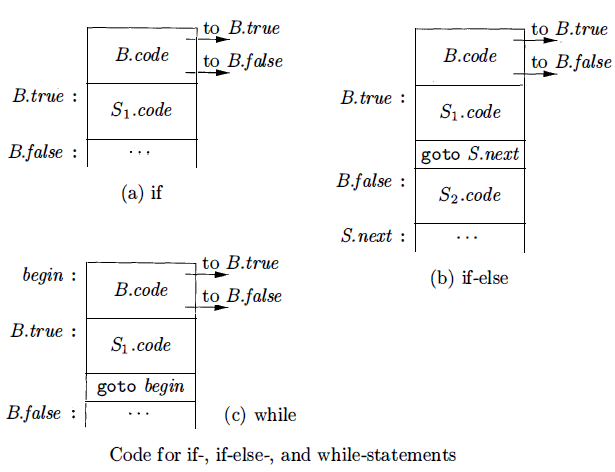 to B.true
B.code
to B.false
B.true :
S₁.code
B.false :
···
(a) if
to B.true
B.code
to B.false
B.true :
S₁.code
goto S.next
B.false :
S₂.code
S.next :
···
(b) if-else
begin :
to B.true
B.code
to B.false
B.true :
S₁.code
goto begin
B.false :
···
(c) while
Code for if-, if-else-, and while-statements